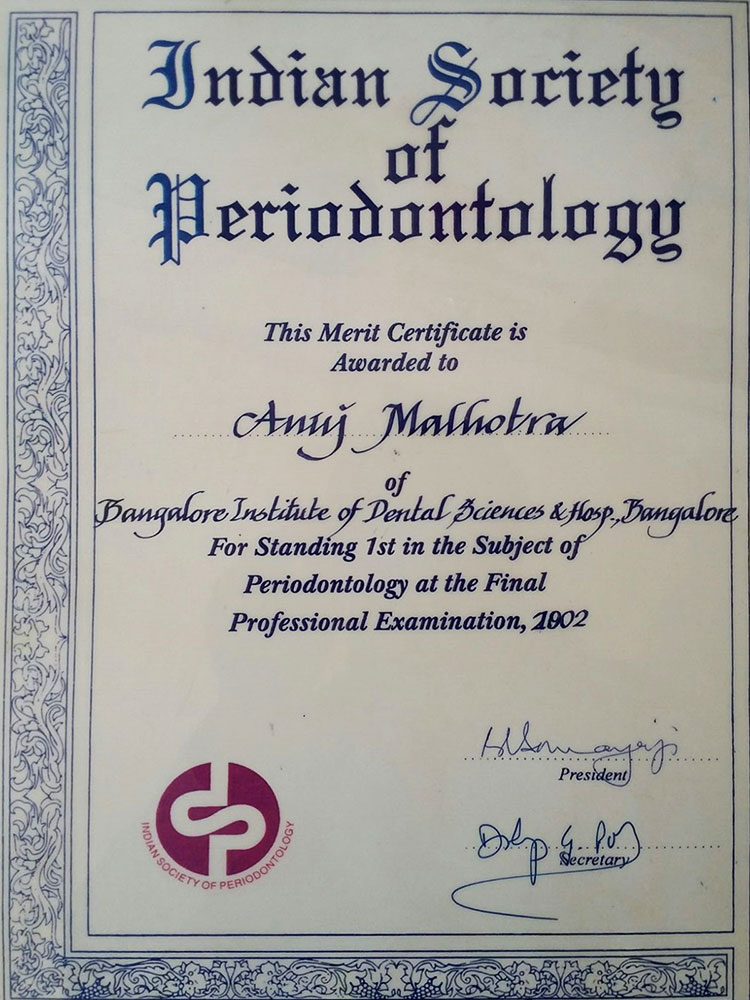 Indian Society
of
Periodontology
This Merit Certificate is
Awarded to
Anuj Malhotra
of
Bangalore Institute of Dental Sciences & Hosp., Bangalore
For Standing 1st in the Subject of
Periodontology at the Final
Professional Examination,
President
Secretary
INDIAN SOCIETY OF PERIODONTOLOGY